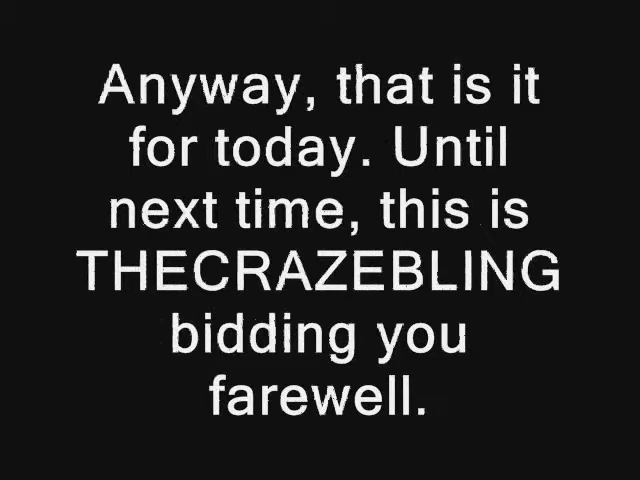 Anyway, that is it
for today. Until
next time, this is
THECRAZEBLING
bidding you
farewell.